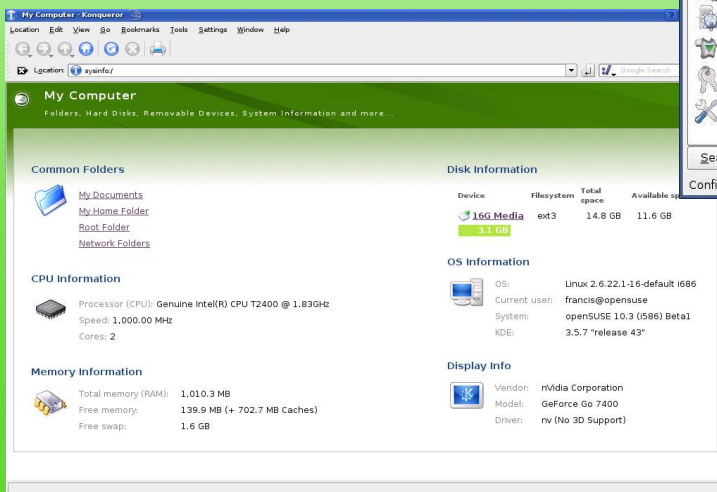 My Computer - Konqueror
Location Edit View Go Bookmarks Tools Settings Window Help
Location: sysinfo:/
Google Search
My Computer
Folders, Hard Disks, Removable Devices, System Information and more...
Common Folders
My Documents
My Home Folder
Root Folder
Network Folders
CPU Information
Processor (CPU): Genuine Intel(R) CPU T2400 @ 1.83GHz
Speed: 1,000.00 MHz
Cores: 2
Memory Information
Total memory (RAM): 1,010.3 MB
Free memory: 139.9 MB (+ 702.7 MB Caches)
Free swap: 1.6 GB
Disk Information
Device Filesystem Total space Available sp
16G Media ext3 14.8 GB 11.6 GB
3.1 GB
OS Information
OS: Linux 2.6.22.1-16-default i686
Current user: francis@opensuse
System: openSUSE 10.3 (i586) Beta1
KDE: 3.5.7 "release 43"
Display Info
Vendor: nVidia Corporation
Model: GeForce Go 7400
Driver: nv (No 3D Support)
Sea
Confi